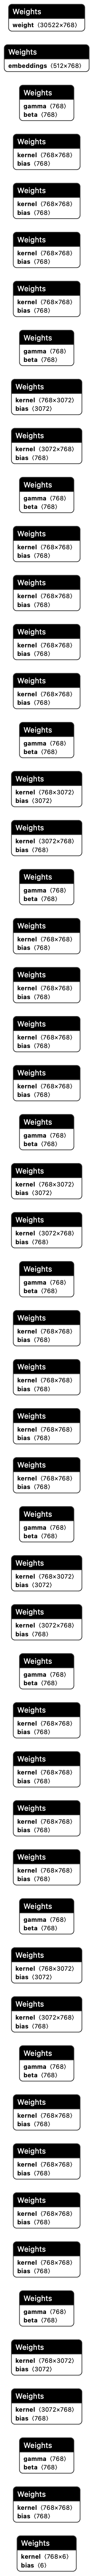 Weights
weight ⟨30522×768⟩
Weights
embeddings ⟨512×768⟩
Weights
gamma ⟨768⟩
beta ⟨768⟩
Weights
kernel ⟨768×768⟩
bias ⟨768⟩
Weights
kernel ⟨768×768⟩
bias ⟨768⟩
Weights
kernel ⟨768×768⟩
bias ⟨768⟩
Weights
kernel ⟨768×768⟩
bias ⟨768⟩
Weights
gamma ⟨768⟩
beta ⟨768⟩
Weights
kernel ⟨768×3072⟩
bias ⟨3072⟩
Weights
kernel ⟨3072×768⟩
bias ⟨768⟩
Weights
gamma ⟨768⟩
beta ⟨768⟩
Weights
kernel ⟨768×768⟩
bias ⟨768⟩
Weights
kernel ⟨768×768⟩
bias ⟨768⟩
Weights
kernel ⟨768×768⟩
bias ⟨768⟩
Weights
kernel ⟨768×768⟩
bias ⟨768⟩
Weights
gamma ⟨768⟩
beta ⟨768⟩
Weights
kernel ⟨768×3072⟩
bias ⟨3072⟩
Weights
kernel ⟨3072×768⟩
bias ⟨768⟩
Weights
gamma ⟨768⟩
beta ⟨768⟩
Weights
kernel ⟨768×768⟩
bias ⟨768⟩
Weights
kernel ⟨768×768⟩
bias ⟨768⟩
Weights
kernel ⟨768×768⟩
bias ⟨768⟩
Weights
kernel ⟨768×768⟩
bias ⟨768⟩
Weights
gamma ⟨768⟩
beta ⟨768⟩
Weights
kernel ⟨768×3072⟩
bias ⟨3072⟩
Weights
kernel ⟨3072×768⟩
bias ⟨768⟩
Weights
gamma ⟨768⟩
beta ⟨768⟩
Weights
kernel ⟨768×768⟩
bias ⟨768⟩
Weights
kernel ⟨768×768⟩
bias ⟨768⟩
Weights
kernel ⟨768×768⟩
bias ⟨768⟩
Weights
kernel ⟨768×768⟩
bias ⟨768⟩
Weights
gamma ⟨768⟩
beta ⟨768⟩
Weights
kernel ⟨768×3072⟩
bias ⟨3072⟩
Weights
kernel ⟨3072×768⟩
bias ⟨768⟩
Weights
gamma ⟨768⟩
beta ⟨768⟩
Weights
kernel ⟨768×768⟩
bias ⟨768⟩
Weights
kernel ⟨768×768⟩
bias ⟨768⟩
Weights
kernel ⟨768×768⟩
bias ⟨768⟩
Weights
kernel ⟨768×768⟩
bias ⟨768⟩
Weights
gamma ⟨768⟩
beta ⟨768⟩
Weights
kernel ⟨768×3072⟩
bias ⟨3072⟩
Weights
kernel ⟨3072×768⟩
bias ⟨768⟩
Weights
gamma ⟨768⟩
beta ⟨768⟩
Weights
kernel ⟨768×768⟩
bias ⟨768⟩
Weights
kernel ⟨768×768⟩
bias ⟨768⟩
Weights
kernel ⟨768×768⟩
bias ⟨768⟩
Weights
kernel ⟨768×768⟩
bias ⟨768⟩
Weights
gamma ⟨768⟩
beta ⟨768⟩
Weights
kernel ⟨768×3072⟩
bias ⟨3072⟩
Weights
kernel ⟨3072×768⟩
bias ⟨768⟩
Weights
gamma ⟨768⟩
beta ⟨768⟩
Weights
kernel ⟨768×768⟩
bias ⟨768⟩
Weights
kernel ⟨768×6⟩
bias ⟨6⟩